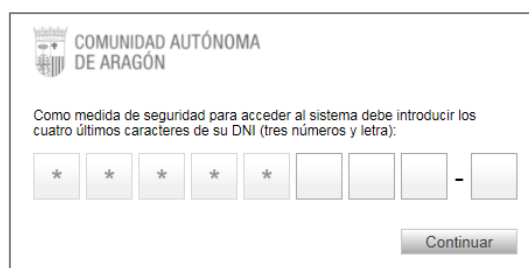 COMUNIDAD AUTÓNOMA
DE ARAGÓN
Como medida de seguridad para acceder al sistema debe introducir los
cuatro últimos caracteres de su DNI (tres números y letra):
* * * * * -
Continuar